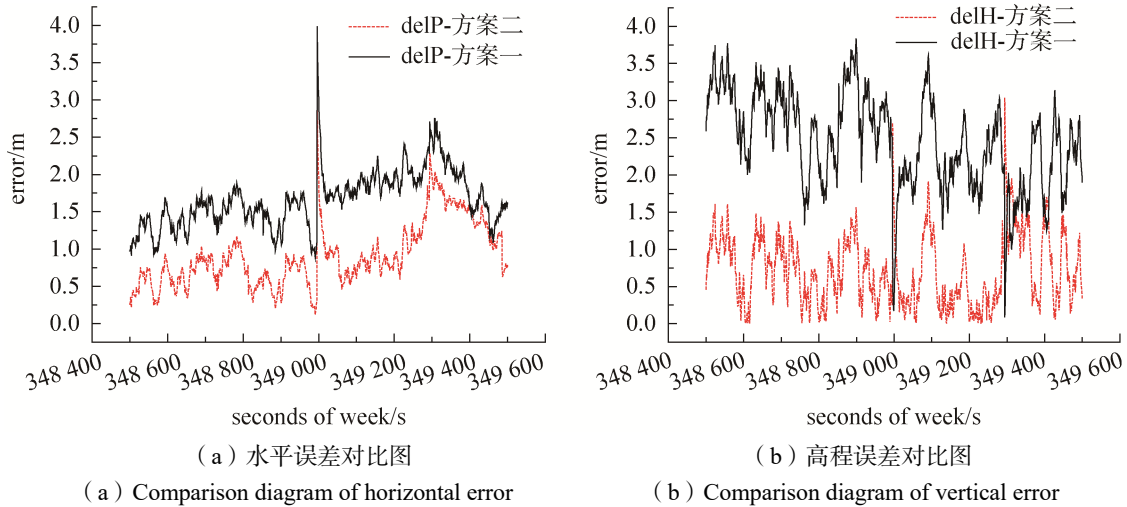 delP-方案二
delP-方案一
4.0
3.5
3.0
2.5
2.0
1.5
1.0
0.5
0.0
error/m
348 400
348 600
348 800
349 000
349 200
349 400
349 600
seconds of week/s
(a)水平误差对比图
(a) Comparison diagram of horizontal error
delH-方案二
delH-方案一
4.0
3.5
3.0
2.5
2.0
1.5
1.0
0.5
0.0
error/m
348 400
348 600
348 800
349 000
349 200
349 400
349 600
seconds of week/s
(b)高程误差对比图
(b) Comparison diagram of vertical error